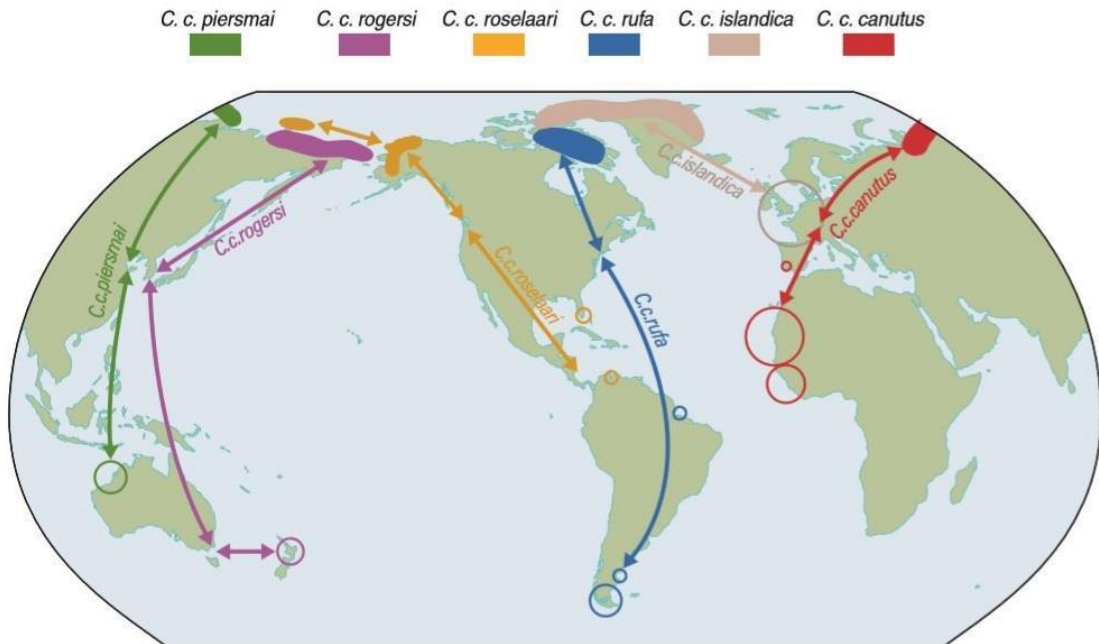 C. c. piersmai C. c. rogersi C. c. roselaari C. c. rufa C. c. islandica C. c. canutus
C.c.piersmai
C.c.rogersi
C.c.roselaari
C.c.rufa
C.c.islandica
C.c.canutus